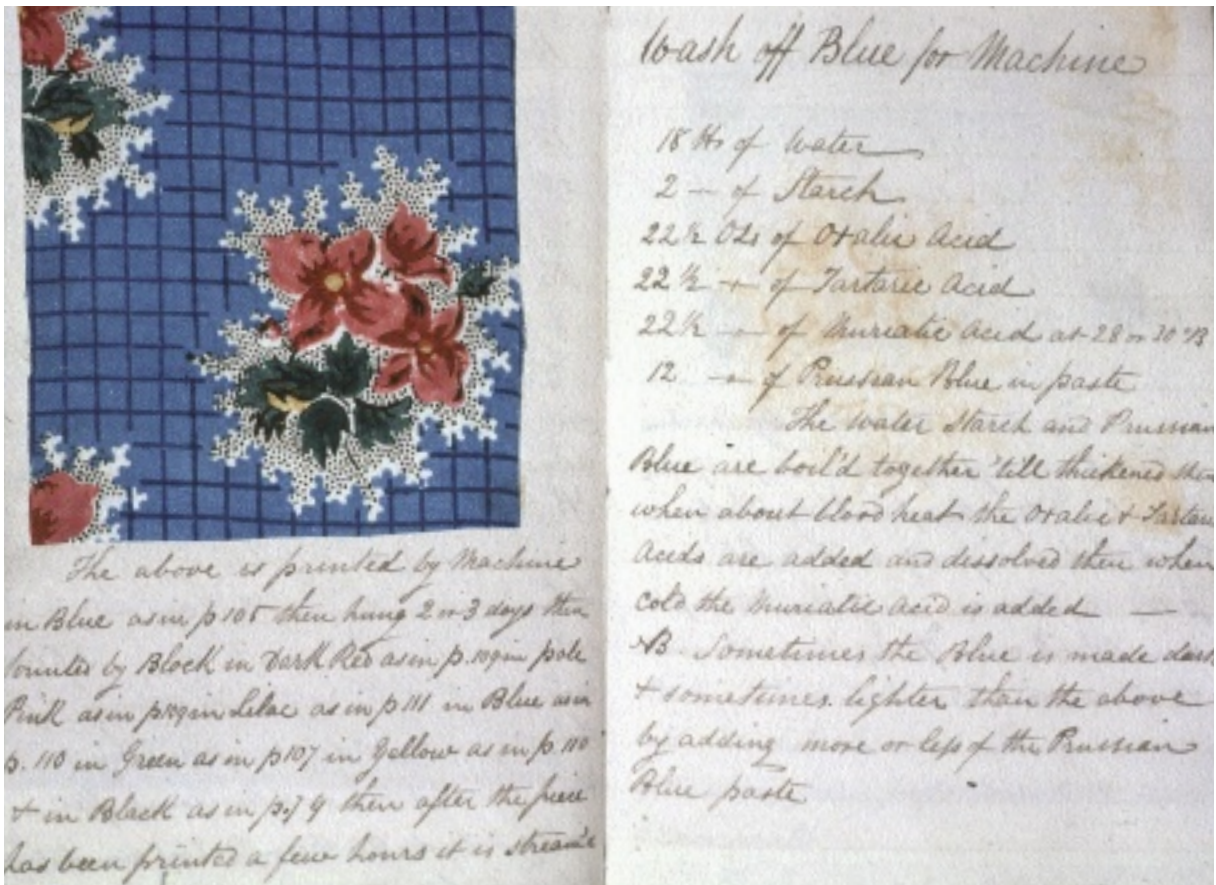 The above is printed by Machine
in Blue as in p 105 then hung 2 or 3 days then
by Block in Dark Red as in p. 109 in pale
Pink as in p 109 in Lilac as in p 111 in Blue as in
p. 110 in Green as in p 107 in Yellow as in p. 110
+ in Black as in p. 79 then after the piece
has been printed a few hours it is stream'd
Wash off Blue for Machine
18 lbs of Water
2 — of Starch
22 ½ Ozs of Oxalic Acid
22 ½ — of Tartaric Acid
22 ½ — of Muriatic Acid at 28 or 30 °B
12 — of Prussian Blue in paste
The Water Starch and Prussian
Blue are boil'd together 'till thickened then
when about blood heat the Oxalic + Tartaric
Acids are added and dissolved then when
cold the Muriatic Acid is added —
NB Sometimes the Blue is made dark
+ sometimes lighter than the above
by adding more or less of the Prussian
Blue paste